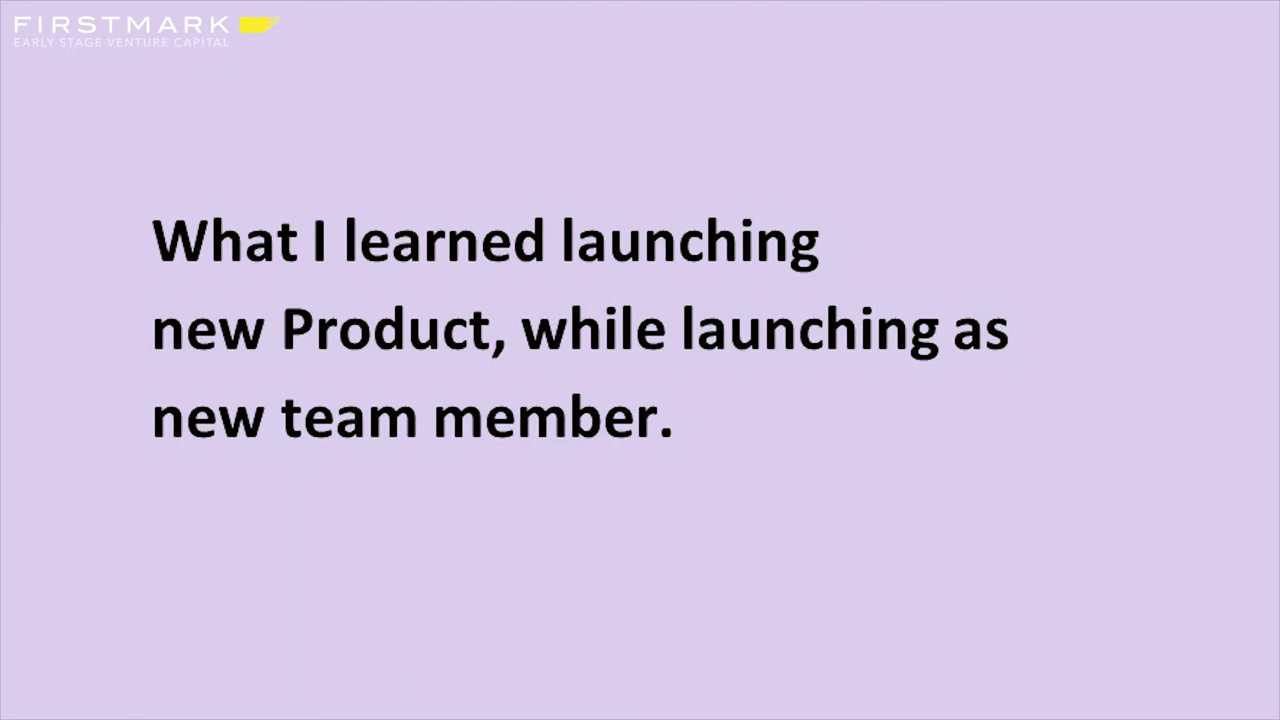 FIRSTMARK
EARLY STAGE VENTURE CAPITAL
What I learned launching
new Product, while launching as
new team member.